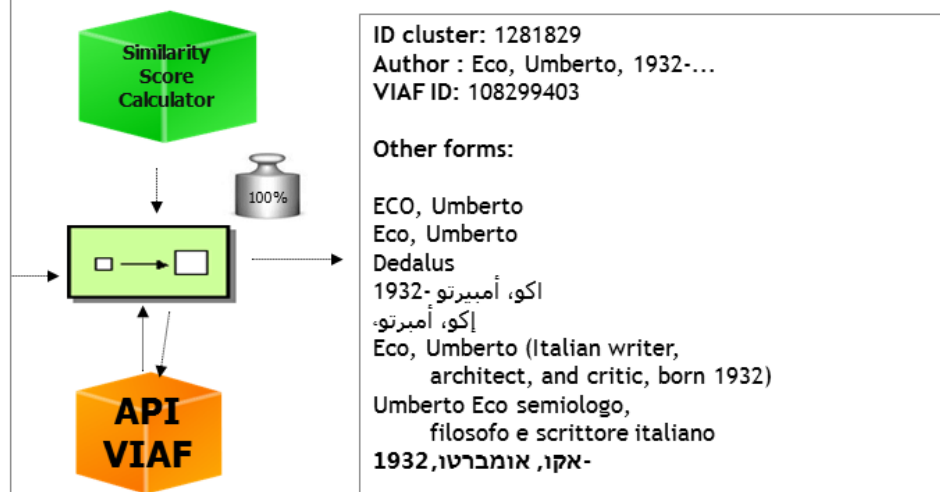 Similarity
Score
Calculator
100%
API
VIAF
ID cluster: 1281829
Author : Eco, Umberto, 1932-...
VIAF ID: 108299403
Other forms:
ECO, Umberto
Eco, Umberto
Dedalus
اكو، أمبيرتو -1932
إكو، أمبرتو،
Eco, Umberto (Italian writer,
architect, and critic, born 1932)
Umberto Eco semiologo,
filosofo e scrittore italiano
אקו, אומברטו,1932-